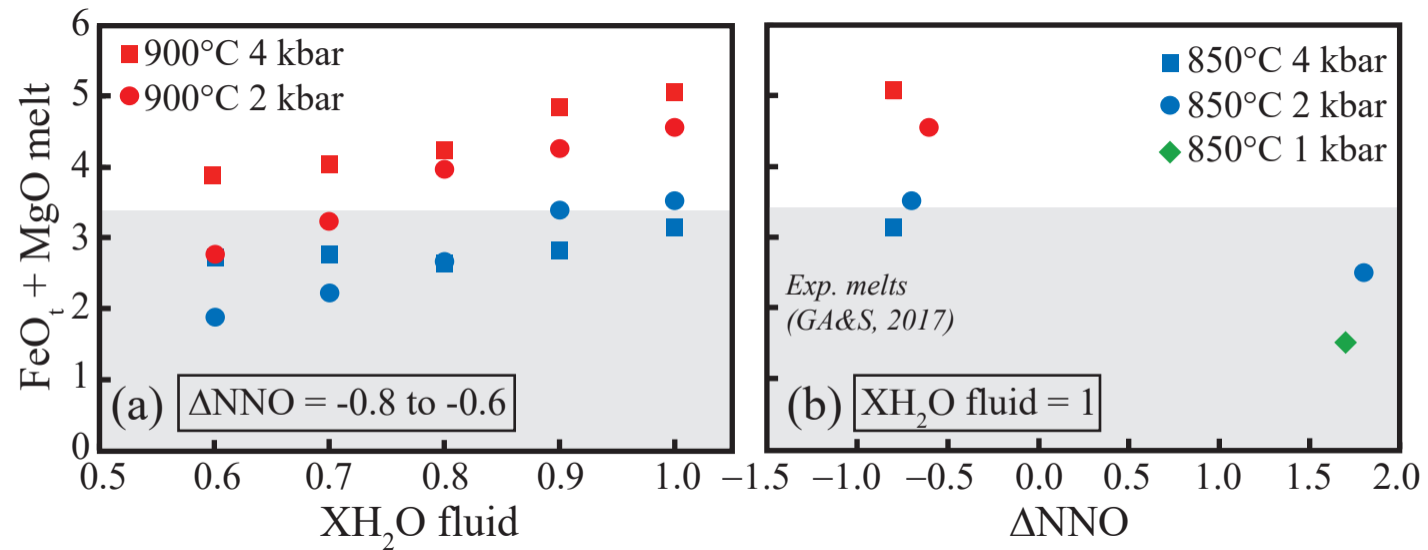 6
5
4
3
2
1
0
FeOₜ + MgO melt
900°C 4 kbar
900°C 2 kbar
(a) ΔNNO = -0.8 to -0.6
0.5 0.6 0.7 0.8 0.9 1.0
XH₂O fluid
850°C 4 kbar
850°C 2 kbar
850°C 1 kbar
Exp. melts
(GA&S, 2017)
(b) XH₂O fluid = 1
–1.5 –1.0 –0.5 0.0 0.5 1.0 1.5 2.0
ΔNNO